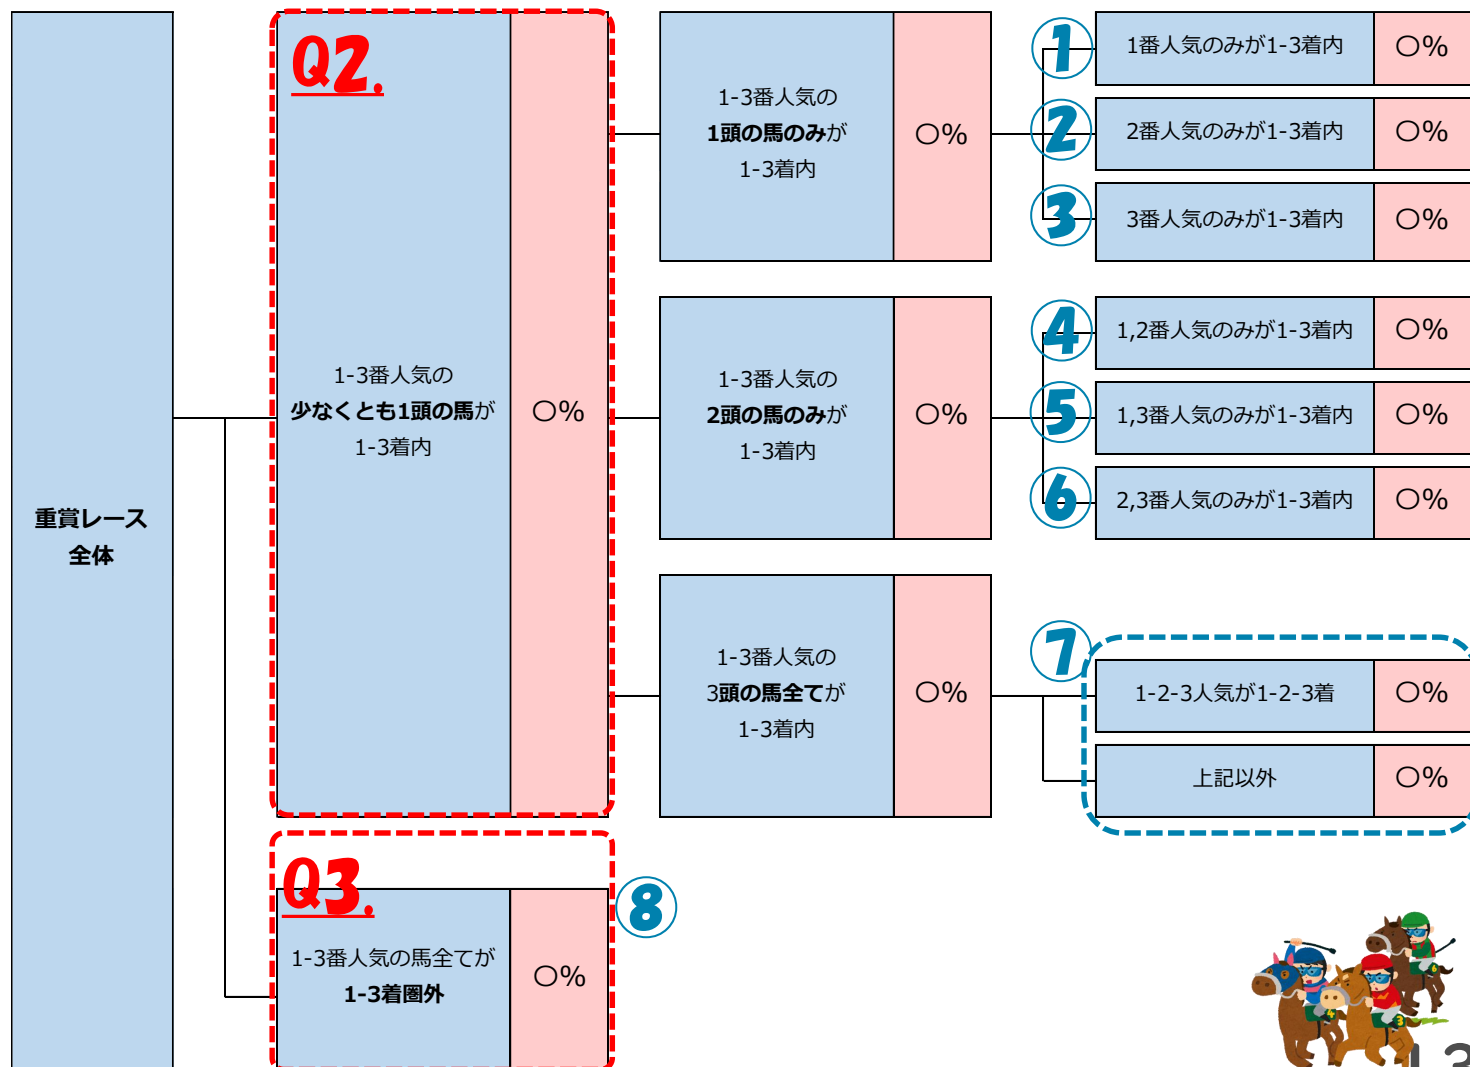 重賞レース
全体
Q2.
1-3番人気の
少なくとも1頭の馬が
1-3着内
〇%
Q3.
1-3番人気の馬全てが
1-3着圏外
〇%
⑧
1-3番人気の
1頭の馬のみが
1-3着内
〇%
①
1番人気のみが1-3着内
〇%
②
2番人気のみが1-3着内
〇%
③
3番人気のみが1-3着内
〇%
1-3番人気の
2頭の馬のみが
1-3着内
〇%
④
1,2番人気のみが1-3着内
〇%
⑤
1,3番人気のみが1-3着内
〇%
⑥
2,3番人気のみが1-3着内
〇%
1-3番人気の
3頭の馬全てが
1-3着内
〇%
⑦
1-2-3人気が1-2-3着
〇%
上記以外
〇%